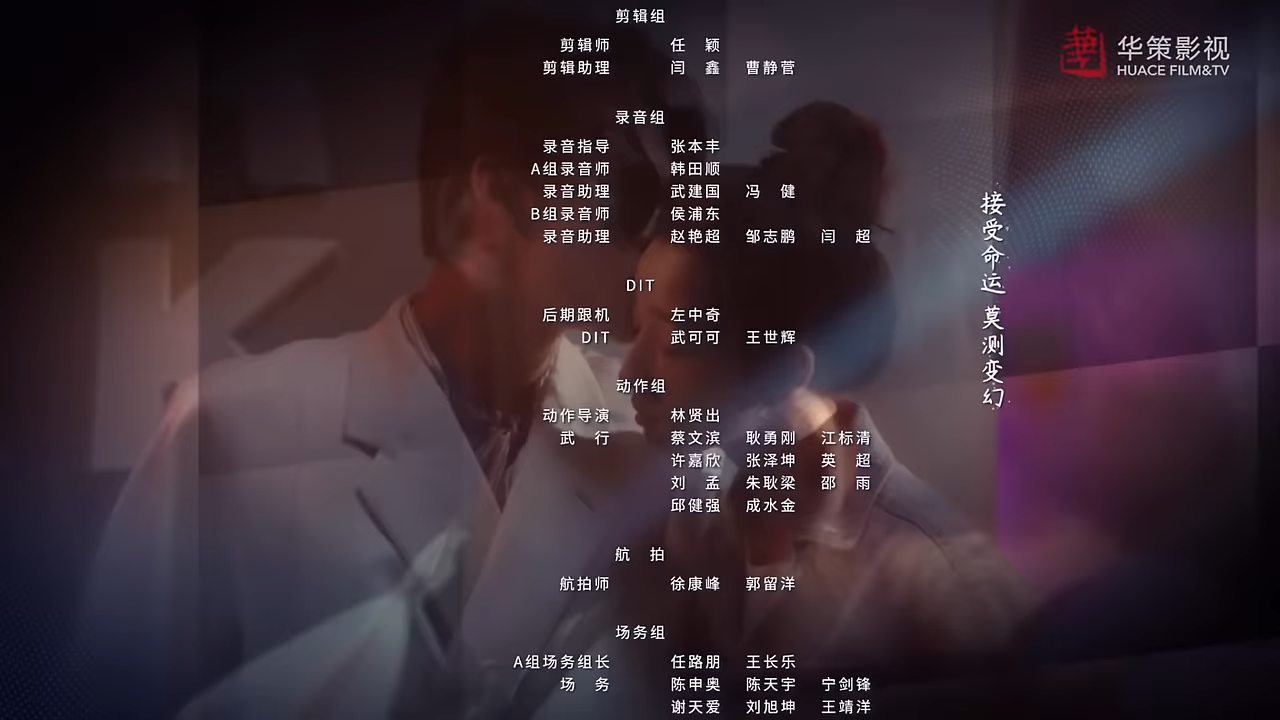 剪辑组
剪辑师 任 颖
剪辑助理 闫 鑫 曹静萱
录音组
录音指导 张本丰
A组录音师 韩田顺
录音助理 武建国 冯 健
B组录音师 侯浦东
录音助理 赵艳超 邹志鹏 闫 超
DIT
后期跟机 左中奇
DIT 武可可 王世辉
动作组
动作导演 林贤出
武 行 蔡文滨 耿勇刚 江标清
许嘉欣 张泽坤 英 超
刘 孟 朱耿梁 邵 雨
邱健强 成水金
航 拍
航拍师 徐康峰 郭留洋
场务组
A组场务组长 任路朋 王长乐
场 务 陈申奥 陈天宇 宁剑锋
谢天爱 刘旭坤 王靖洋
華 华策影视
HUACE FILM&TV
接受命运 莫测变幻